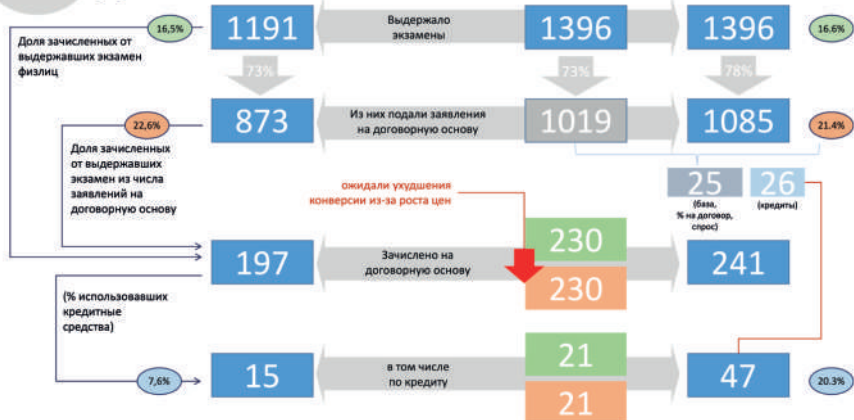 16,5%
1191
Выдержало
экзамены
1396
1396
16.6%
Доля зачисленных от
выдержавших экзамен
физлиц
73%
73%
78%
22,6%
873
Из них подали заявления
на договорную основу
1019
1085
21.4%
Доля зачисленных
от выдержавших
экзамен из числа
заявлений на
договорную основу
25
26
(база,
% на договор,
спрос)
(кредиты)
ожидали ухудшения
конверсии из-за роста цен
197
Зачислено на
договорную основу
230
230
241
(% использовавших
кредитные
средства)
7,6%
15
в том числе
по кредиту
21
21
47
20.3%